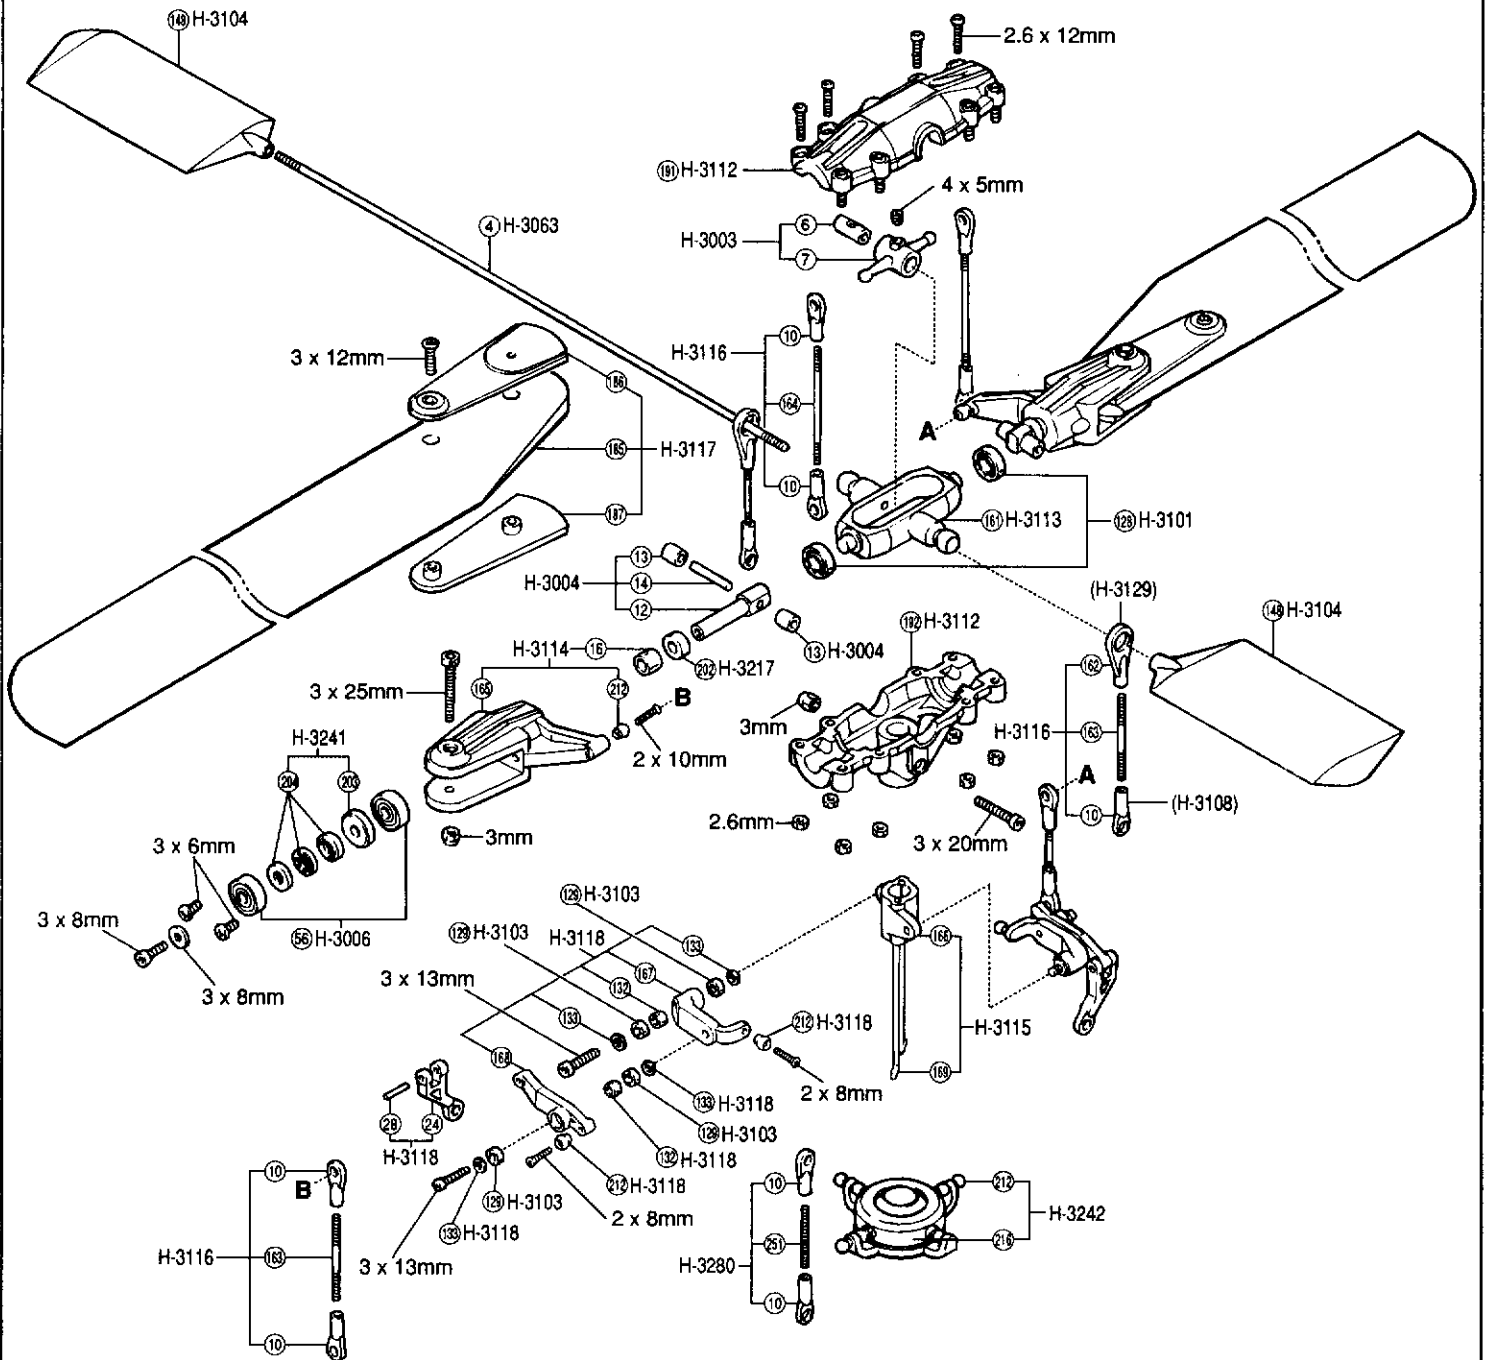 148 H-3104
2.6 x 12mm
191 H-3112
4 x 5mm
4 H-3063
6
H-3003
7
3 x 12mm
10
H-3116
164
10
186
185
H-3117
187
A
161 H-3113
128 H-3101
13
H-3004
14
12
13 H-3004
(H-3129)
148 H-3104
H-3114
16
202 H-3217
192 H-3112
162
3 x 25mm
165
212
B
3mm
2 x 10mm
H-3116
163
A
H-3241
204
203
3mm
2.6mm
10
(H-3108)
3 x 20mm
3 x 6mm
3 x 8mm
56 H-3006
3 x 8mm
129 H-3103
129 H-3103
H-3118
133
166
3 x 13mm
167
132
133
212 H-3118
H-3115
168
169
2 x 8mm
133 H-3118
129 H-3103
132 H-3118
28
24
H-3118
10
B
129 H-3103
212 H-3118
2 x 8mm
133 H-3118
3 x 13mm
H-3116
163
10
10
H-3280
251
10
212
H-3242
216